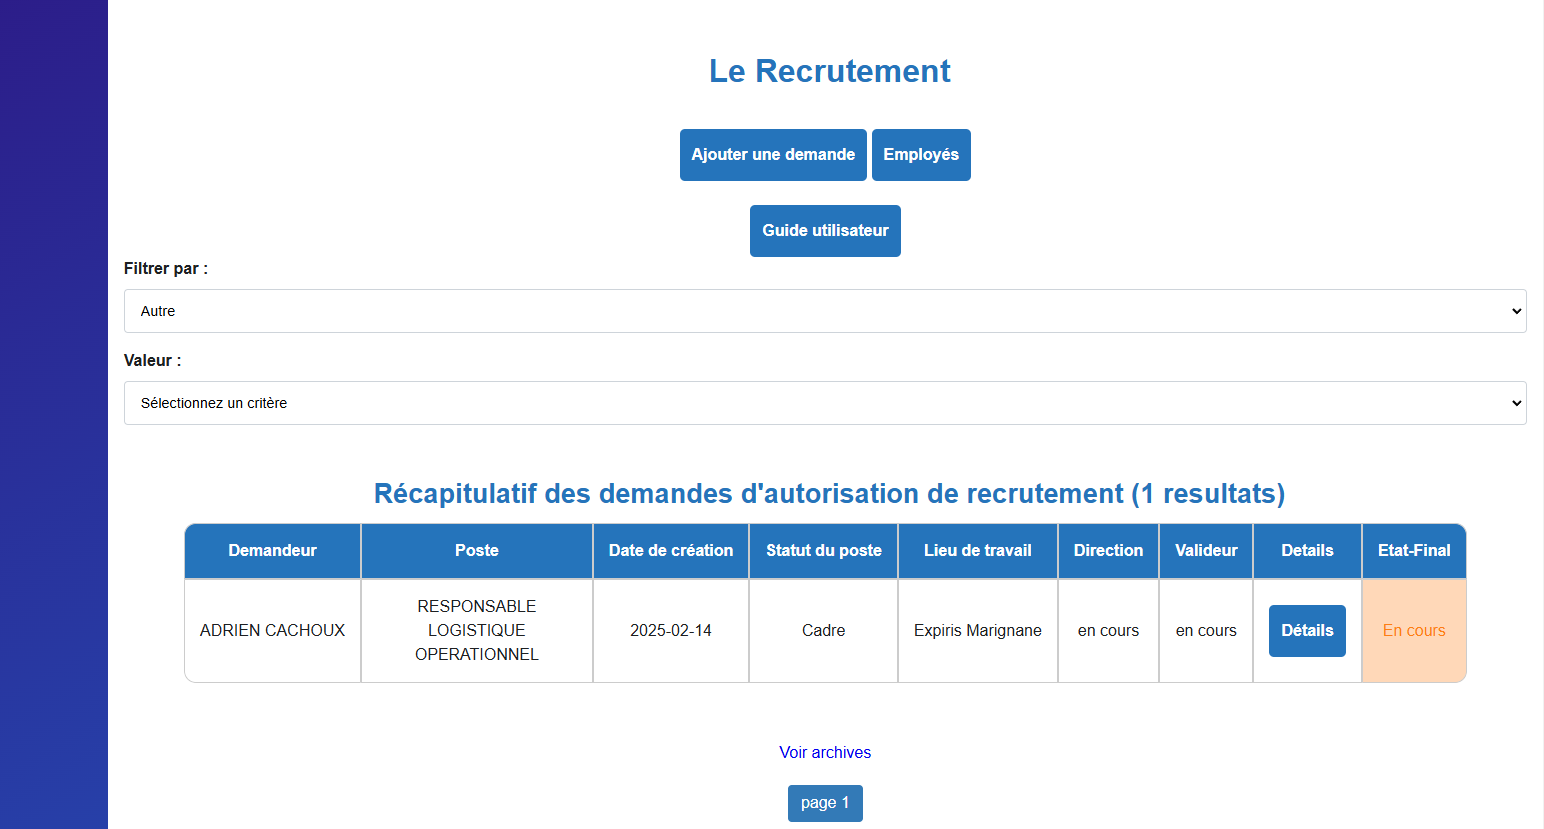 Le Recrutement
Ajouter une demande
Employés
Guide utilisateur
Filtrer par :
Autre
Valeur :
Sélectionnez un critère
Récapitulatif des demandes d'autorisation de recrutement (1 resultats)
Demandeur Poste Date de création Statut du poste Lieu de travail Direction Valideur Details Etat-Final
ADRIEN CACHOUX RESPONSABLE LOGISTIQUE OPERATIONNEL 2025-02-14 Cadre Expiris Marignane en cours en cours Détails En cours
Voir archives
page 1